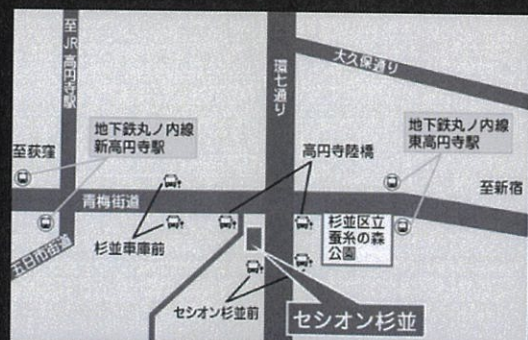 至JR高円寺駅
環七通り
大久保通り
地下鉄丸ノ内線
新高円寺駅
高円寺陸橋
地下鉄丸ノ内線
東高円寺駅
至荻窪
至新宿
青梅街道
五日市街道
杉並車庫前
杉並区立
蚕糸の森
公園
セシオン杉並前
セシオン杉並